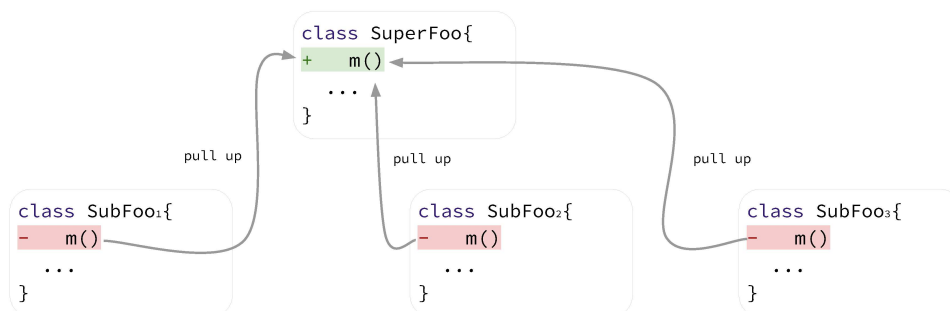 class SuperFoo{
+ m()
...
}
pull up
pull up
pull up
class SubFoo₁{
- m()
...
}
class SubFoo₂{
- m()
...
}
class SubFoo₃{
- m()
...
}